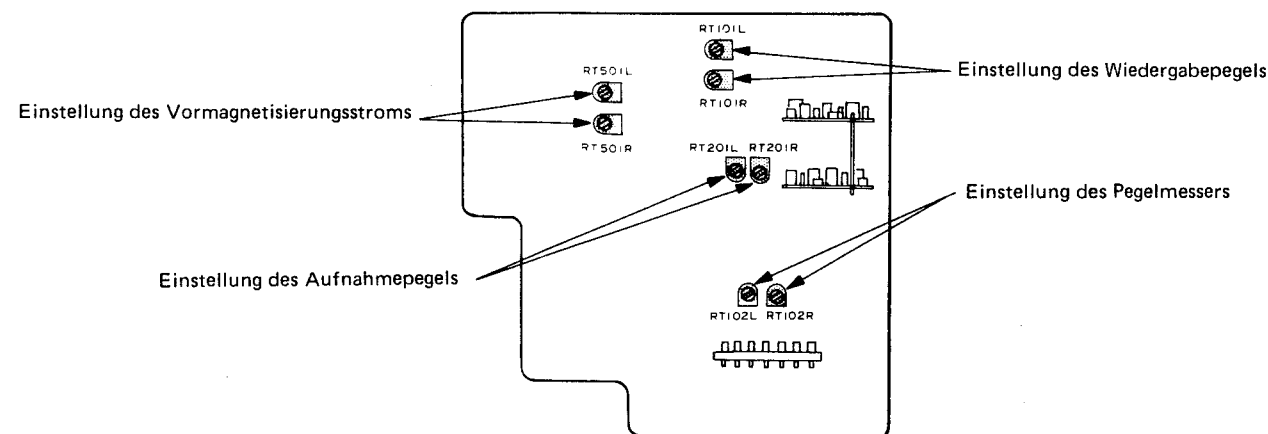 RT101L
Einstellung des Wiedergabepegels
RT501L
RT101R
Einstellung des Vormagnetisierungsstroms
RT501R
RT201L RT201R
Einstellung des Pegelmessers
Einstellung des Aufnahmepegels
RT102L RT102R